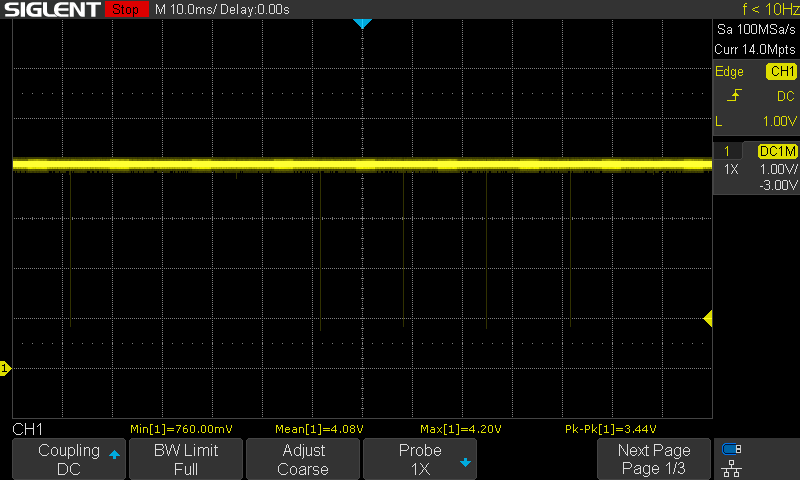 SIGLENT Stop M 10.0ms/ Delay:0.00s f < 10Hz
Sa 100MSa/s
Curr 14.0Mpts
Edge CH1
DC
L 1.00V
1 DC1M
1X 1.00V/
-3.00V
1
CH1 Min[1]=760.00mV Mean[1]=4.08V Max[1]=4.20V Pk-Pk[1]=3.44V
Coupling BW Limit Adjust Probe Next Page
DC Full Coarse 1X Page 1/3